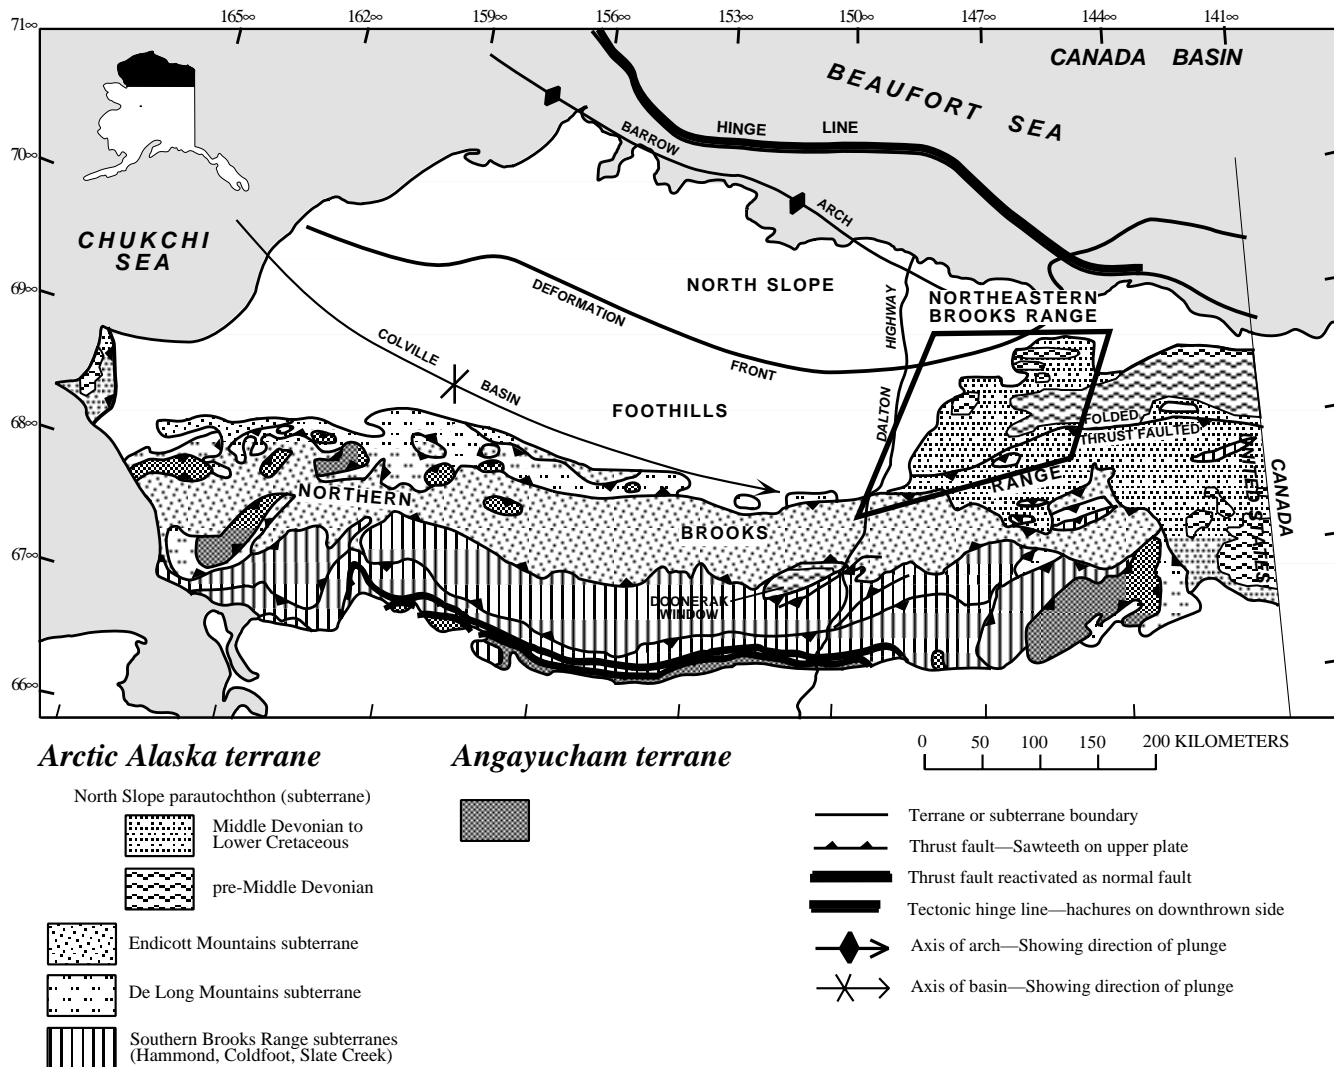 71∞
165∞
162∞
159∞
156∞
153∞
150∞
147∞
144∞
141∞
CANADA BASIN
BEAUFORT SEA
HINGE LINE
BARROW
ARCH
70∞
CHUKCHI
SEA
69∞
NORTH SLOPE
DEFORMATION
FRONT
HIGHWAY
DALTON
NORTHEASTERN
BROOKS RANGE
COLVILLE
BASIN
FOOTHILLS
68∞
FOLDED
THRUST FAULTED
UNITED STATES
CANADA
NORTHERN
BROOKS
RANGE
67∞
DOONERAK
WINDOW
66∞
Arctic Alaska terrane
Angayucham terrane
0 50 100 150 200 KILOMETERS
North Slope parautochthon (subterrane)
Middle Devonian to
Lower Cretaceous
pre-Middle Devonian
Endicott Mountains subterrane
De Long Mountains subterrane
Southern Brooks Range subterranes
(Hammond, Coldfoot, Slate Creek)
Terrane or subterrane boundary
Thrust fault—Sawteeth on upper plate
Thrust fault reactivated as normal fault
Tectonic hinge line—hachures on downthrown side
Axis of arch—Showing direction of plunge
Axis of basin—Showing direction of plunge